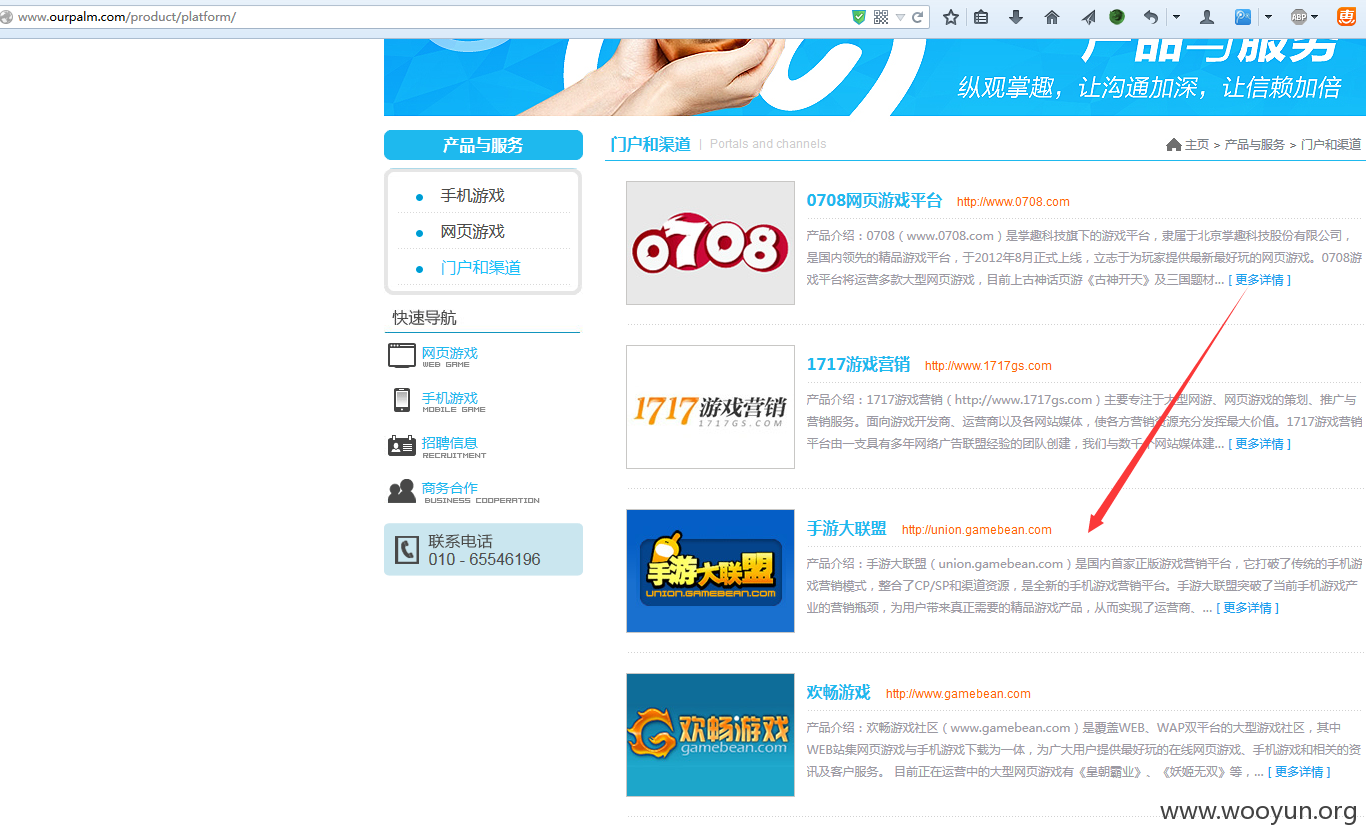 www.ourpalm.com/product/platform/
ABP
惠
产品与服务
纵观掌趣，让沟通加深，让信赖加倍
产品与服务
手机游戏
网页游戏
门户和渠道
快速导航
网页游戏
WEB GAME
手机游戏
MOBILE GAME
招聘信息
RECRUITMENT
商务合作
BUSINESS COOPERATION
联系电话
010 - 65546196
门户和渠道 | Portals and channels
主页 > 产品与服务 > 门户和渠道
0708
0708网页游戏平台 http://www.0708.com
产品介绍：0708（www.0708.com）是掌趣科技旗下的游戏平台，隶属于北京掌趣科技股份有限公司，
是国内领先的精品游戏平台，于2012年8月正式上线，立志于为玩家提供最新最好玩的网页游戏。0708游
戏平台将运营多款大型网页游戏，目前上古神话页游《古神开天》及三国题材... [ 更多详情 ]
1717游戏营销
1717GS.COM
1717游戏营销 http://www.1717gs.com
产品介绍：1717游戏营销（http://www.1717gs.com）主要专注于大型网游、网页游戏的策划、推广与
营销服务。面向游戏开发商、运营商以及各网站媒体，使各方营销资源充分发挥最大价值。1717游戏营销
平台由一支具有多年网络广告联盟经验的团队创建，我们与数千个网站媒体建... [ 更多详情 ]
手游大联盟
UNION.GAMEBEAN.COM
手游大联盟 http://union.gamebean.com
产品介绍：手游大联盟（union.gamebean.com）是国内首家正版游戏营销平台，它打破了传统的手机游
戏营销模式，整合了CP/SP和渠道资源，是全新的手机游戏营销平台。手游大联盟突破了当前手机游戏产
业的营销瓶颈，为用户带来真正需要的精品游戏产品，从而实现了运营商、... [ 更多详情 ]
欢畅游戏
gamebean.com
欢畅游戏 http://www.gamebean.com
产品介绍：欢畅游戏社区（www.gamebean.com）是覆盖WEB、WAP双平台的大型游戏社区，其中
WEB站集网页游戏与手机游戏下载为一体，为广大用户提供最好玩的在线网页游戏、手机游戏和相关的资
讯及客户服务。 目前正在运营中的大型网页游戏有《皇朝霸业》、《妖姬无双》等，... [ 更多详情 ]
www.wooyun.org